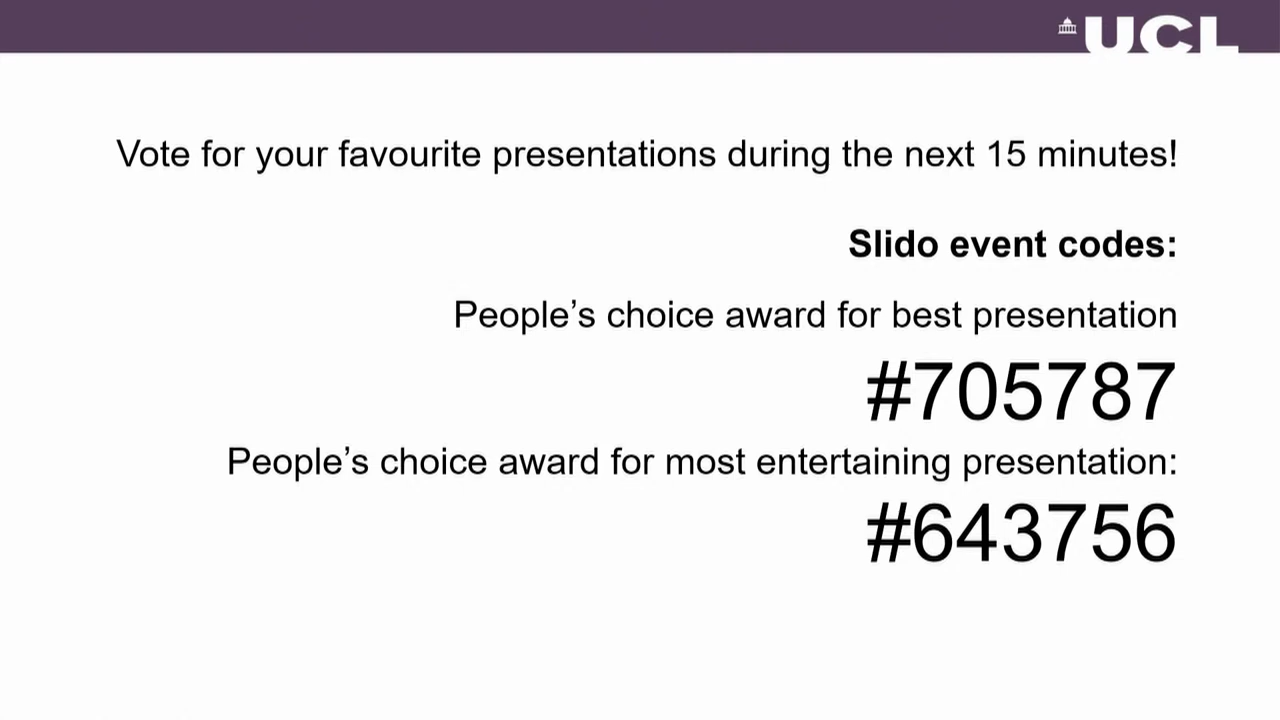 UCL
Vote for your favourite presentations during the next 15 minutes!
Slido event codes:
People’s choice award for best presentation
#705787
People’s choice award for most entertaining presentation:
#643756